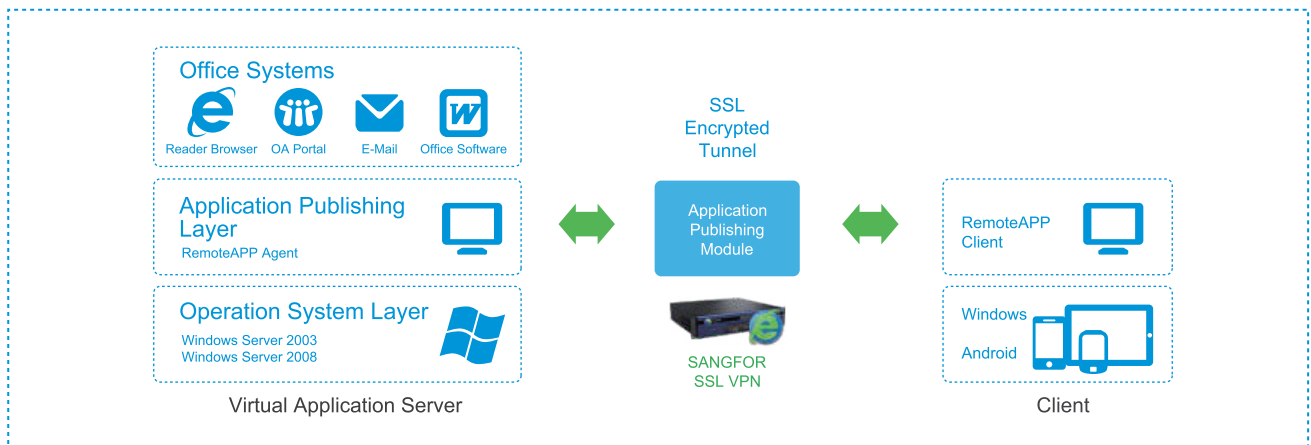 Office Systems
Reader Browser
OA Portal
E-Mail
Office Software
Application Publishing
Layer
RemoteAPP Agent
Operation System Layer
Windows Server 2003
Windows Server 2008
Virtual Application Server
SSL
Encrypted
Tunnel
Application
Publishing
Module
SANGFOR
SSL VPN
RemoteAPP
Client
Windows
Android
Client